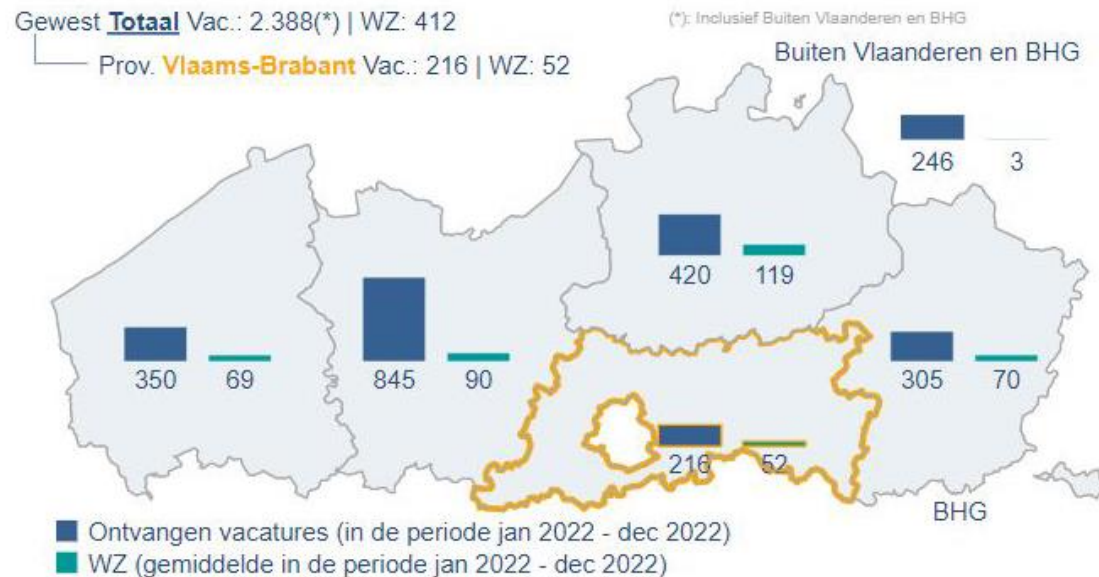 Gewest Totaal Vac.: 2.388(*) | WZ: 412
(*): Inclusief Buiten Vlaanderen en BHG
Prov. Vlaams-Brabant Vac.: 216 | WZ: 52
Buiten Vlaanderen en BHG
246 3
420 119
350 69
845 90
305 70
216 52
BHG
Ontvangen vacatures (in de periode jan 2022 - dec 2022)
WZ (gemiddelde in de periode jan 2022 - dec 2022)